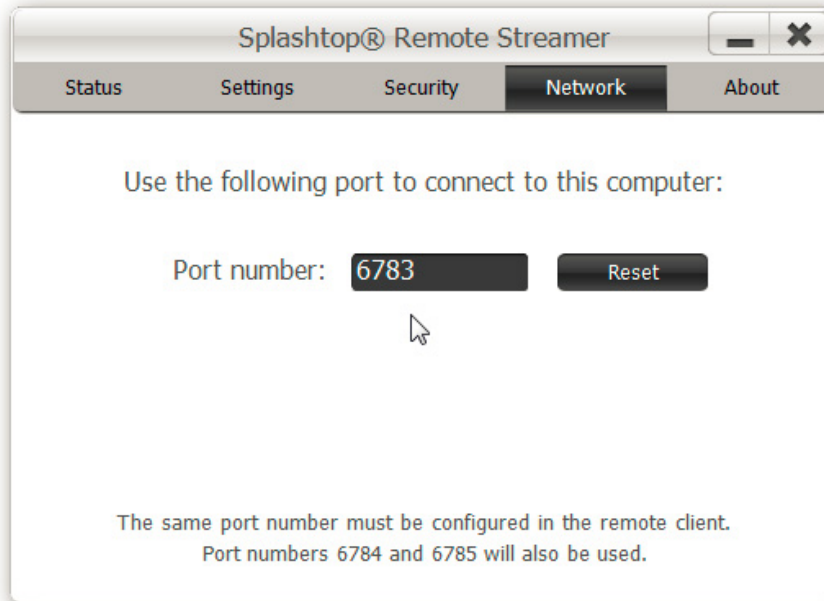 Splashtop® Remote Streamer
Status Settings Security Network About
Use the following port to connect to this computer:
Port number: 6783 Reset
The same port number must be configured in the remote client.
Port numbers 6784 and 6785 will also be used.